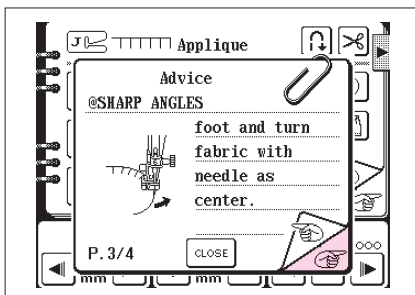 J Applique
Advice
@SHARP ANGLES
foot and turn
fabric with
needle as
center.
P.3/4
CLOSE
mm mm